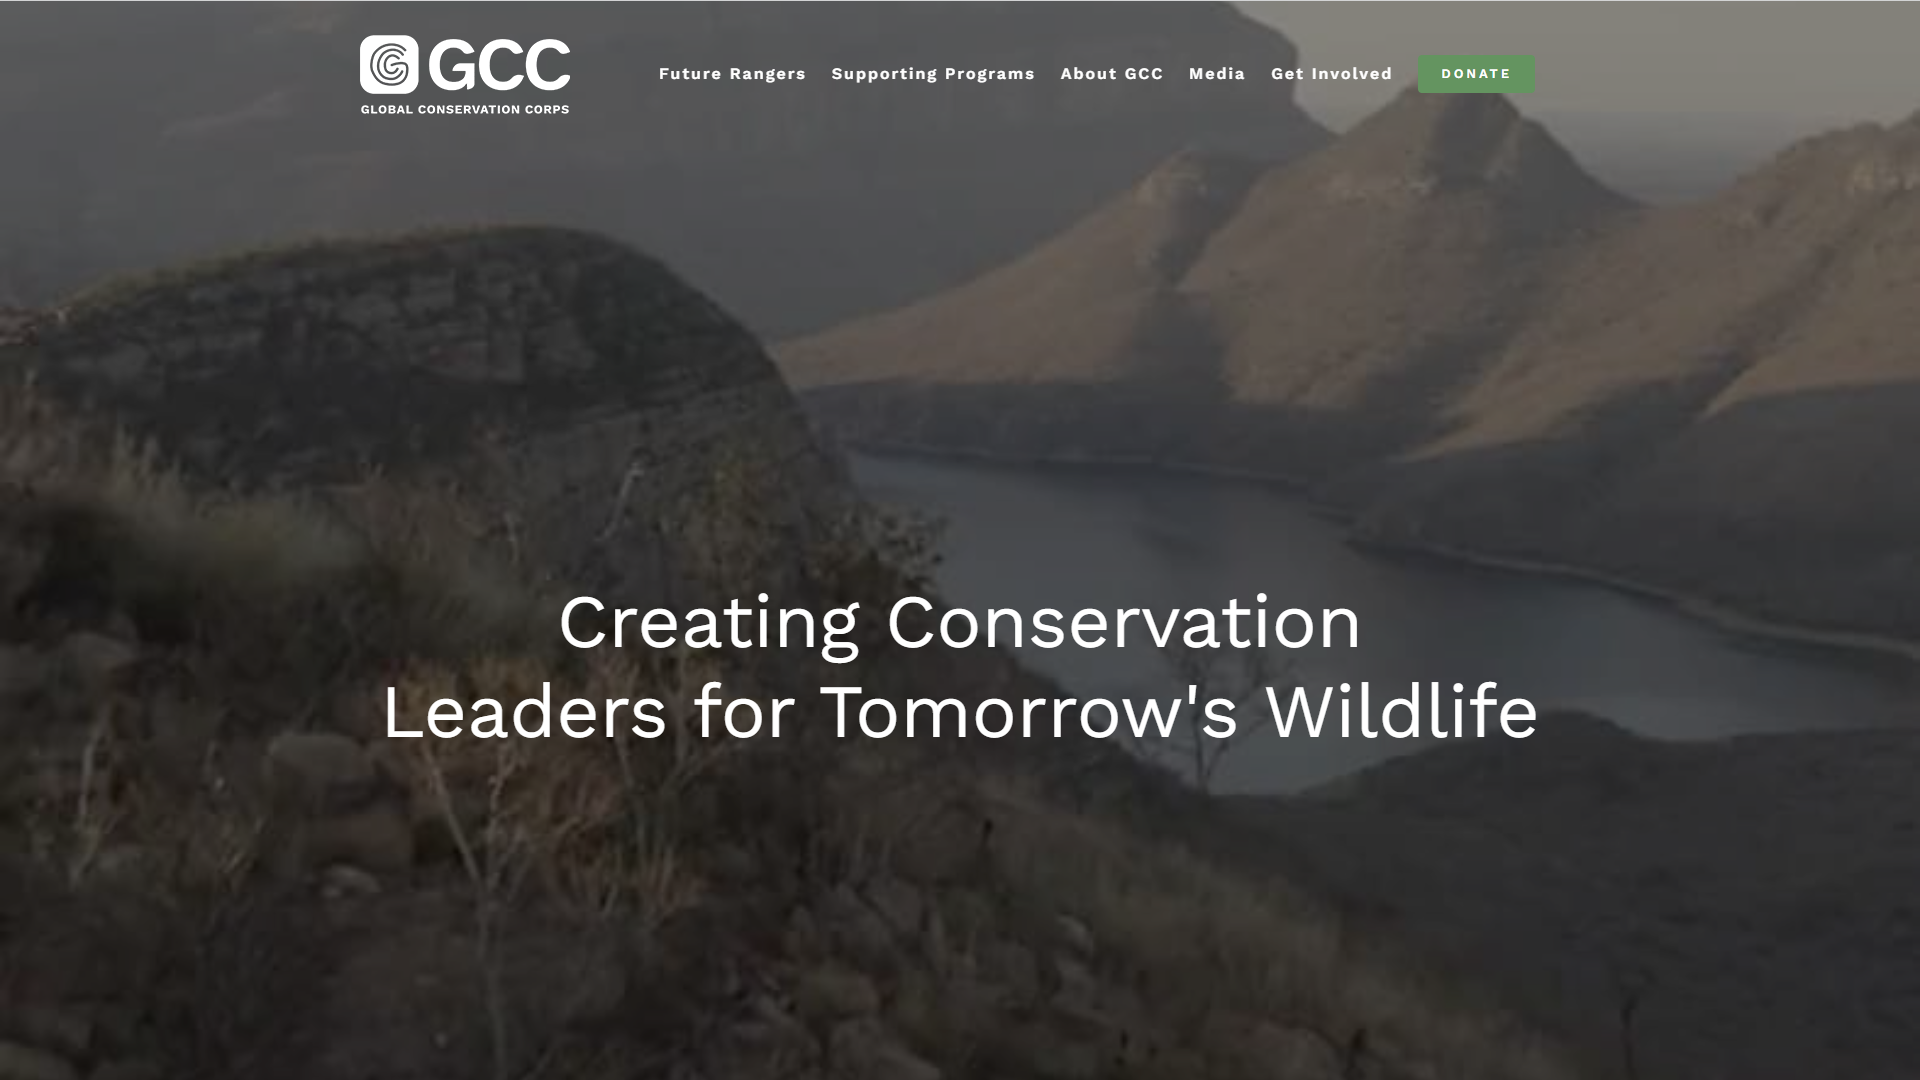 GCC
GLOBAL CONSERVATION CORPS
Future Rangers Supporting Programs About GCC Media Get Involved DONATE
Creating Conservation
Leaders for Tomorrow's Wildlife